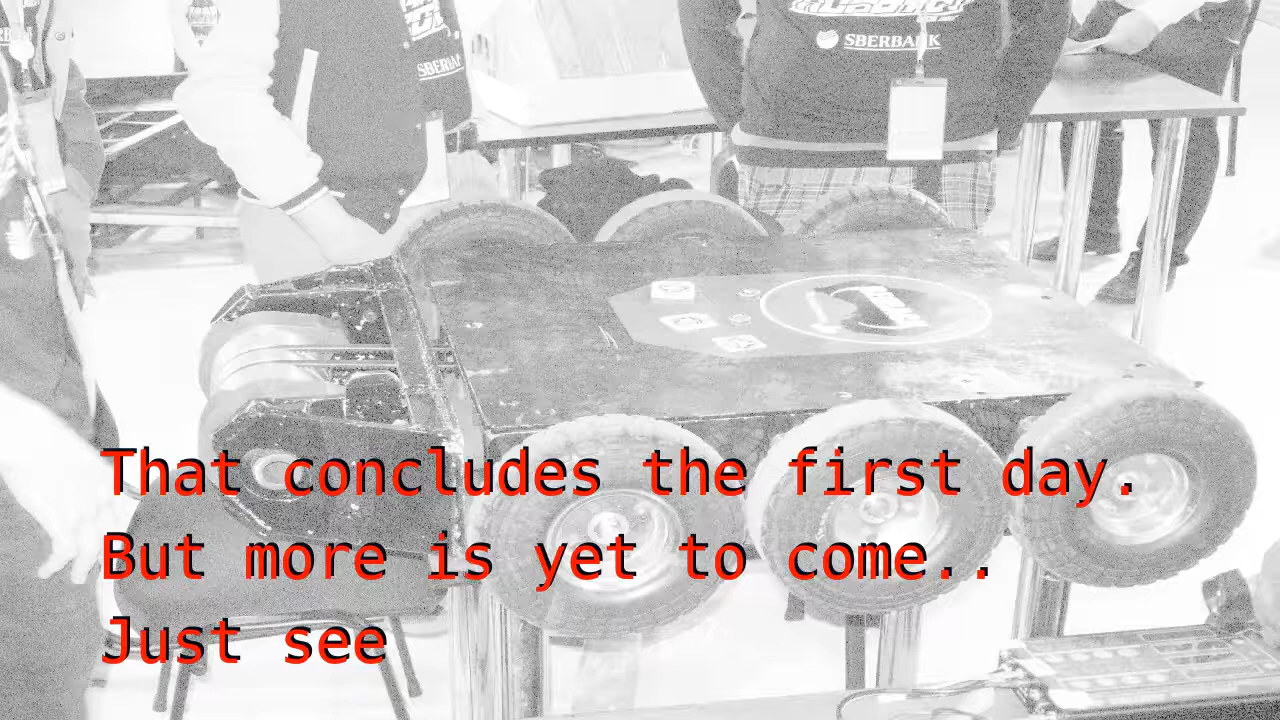 SBERBANK
SBERBANK
That concludes the first day.
But more is yet to come..
Just see